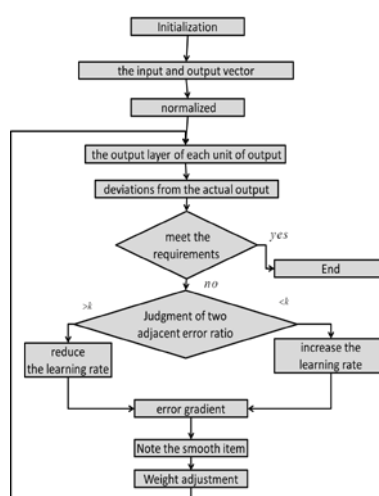 Initialization
the input and output vector
normalized
the output layer of each unit of output
deviations from the actual output
meet the
requirements
yes
End
no
>k
<k
Judgment of two
adjacent error ratio
reduce
the learning rate
increase the
learning rate
error gradient
Note the smooth item
Weight adjustment